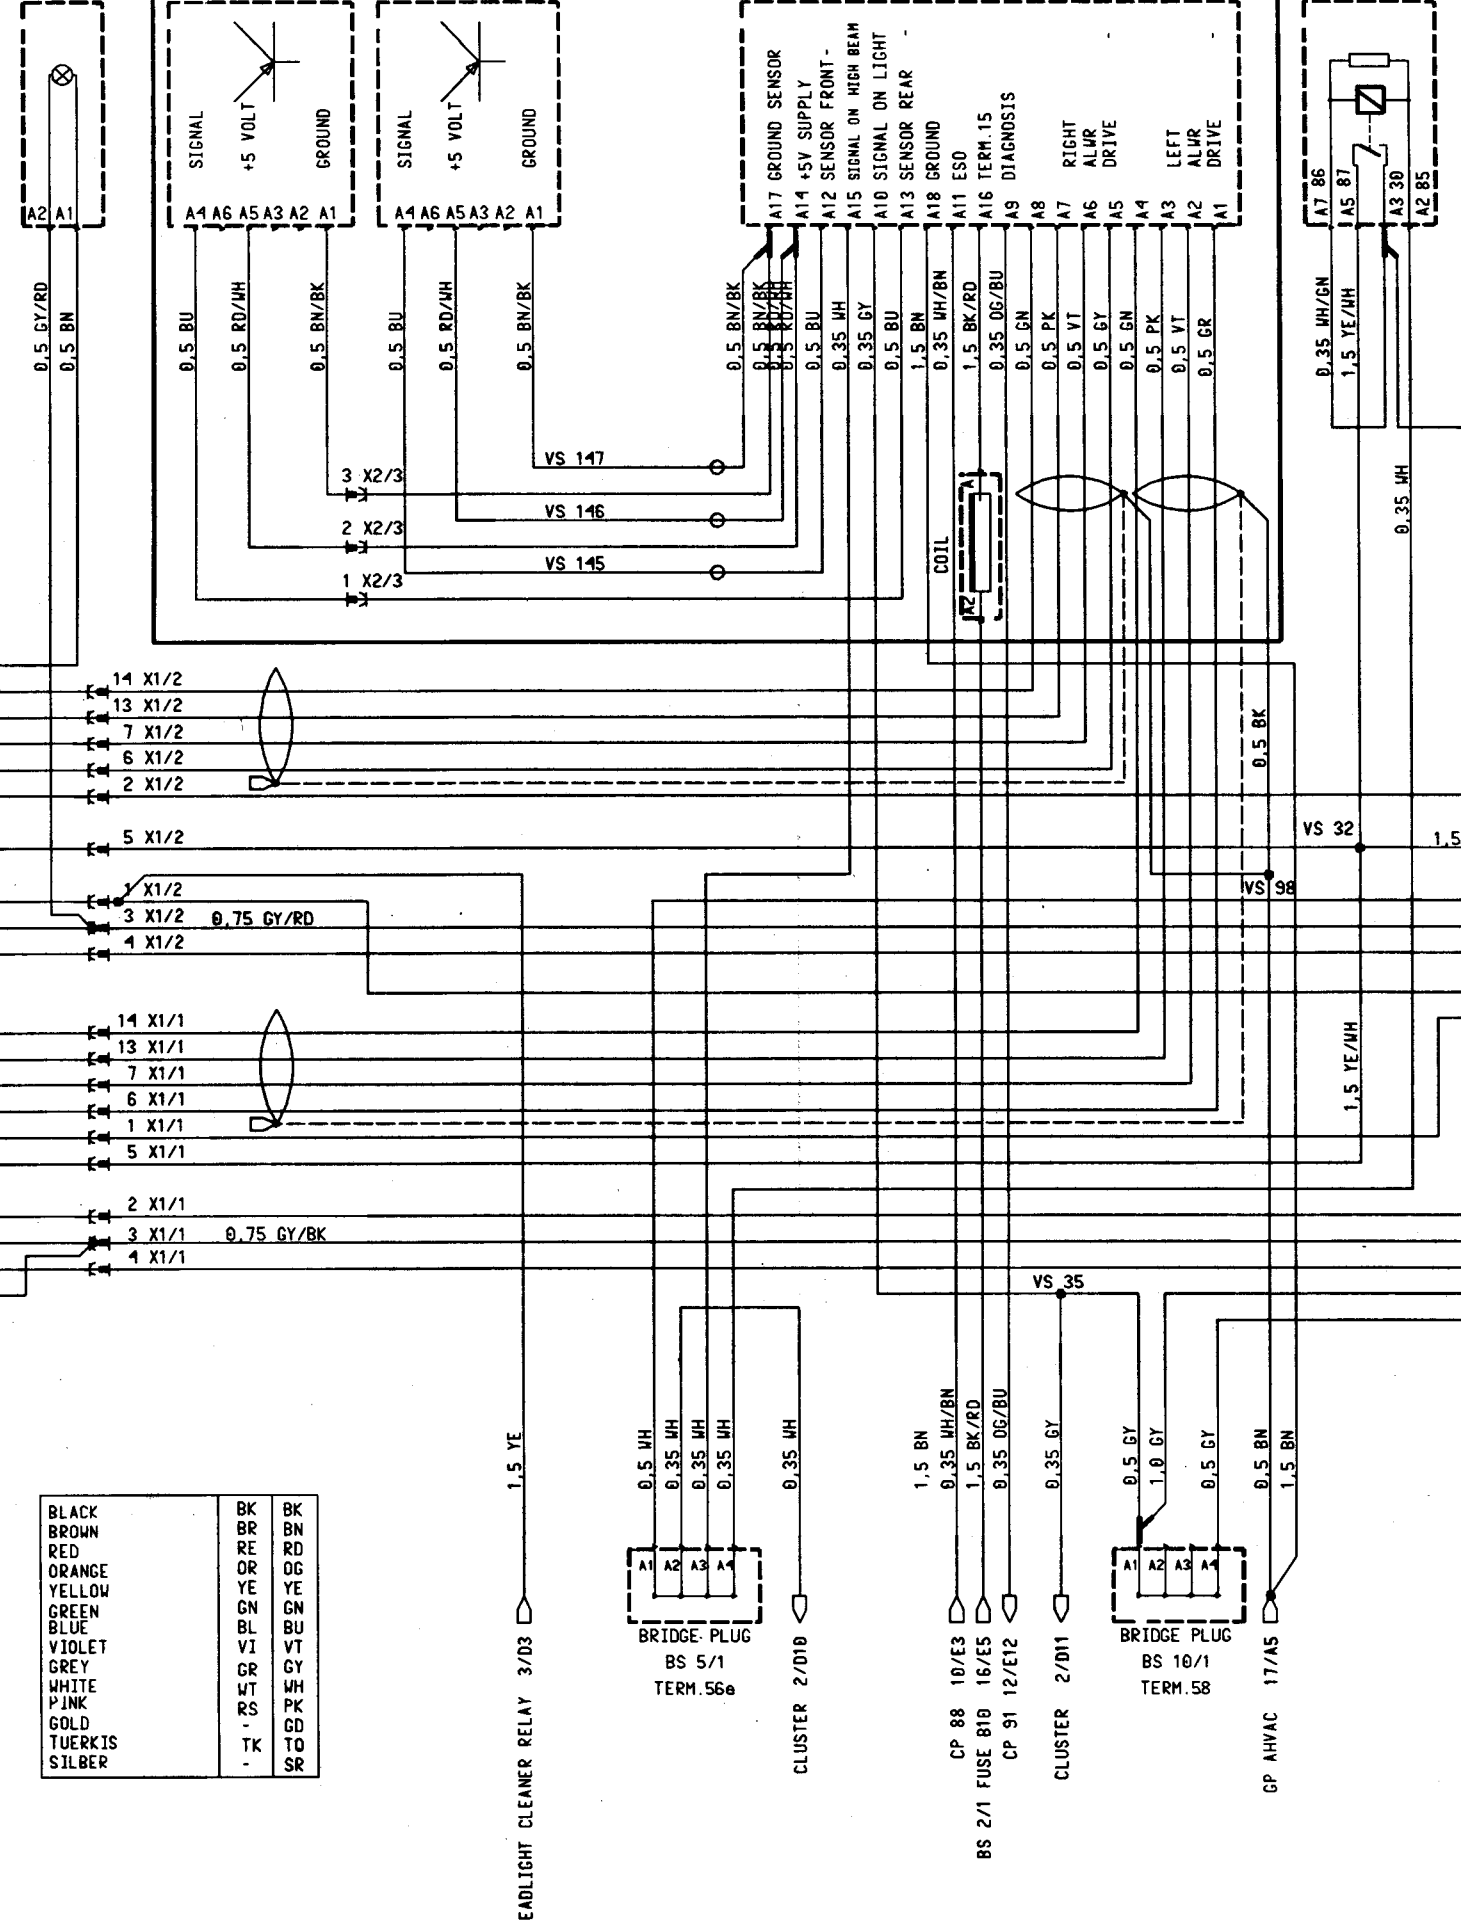 SIGNAL
+5 VOLT
GROUND
SIGNAL
+5 VOLT
GROUND
GROUND SENSOR
+5V SUPPLY
SENSOR FRONT-
SIGNAL ON HIGH BEAM
SIGNAL ON LIGHT
SENSOR REAR -
GROUND
ESO
TERM.15
DIAGNOSIS
RIGHT
ALWR
DRIVE
LEFT
ALWR
DRIVE
86
87
30
85
A2 A1
A4 A6 A5 A3 A2 A1
A4 A6 A5 A3 A2 A1
A17 A14 A12 A15 A10 A13 A18 A11 A16 A9 A8 A7 A6 A5 A4 A3 A2 A1
A7 A5 A3 A2
0,5 GY/RD
0,5 BN
0,5 BU
0,5 RD/WH
0,5 BN/BK
0,5 BU
0,5 RD/WH
0,5 BN/BK
0,5 BN/BK
0,5 BN/BK
0,5 RD/WH
0,5 RD/WH
0,5 BU
0,35 WH
0,35 GY
0,5 BU
1,5 BN
0,35 WH/BN
1,5 BK/RD
0,35 OG/BU
0,5 GN
0,5 PK
0,5 VT
0,5 GY
0,5 GN
0,5 PK
0,5 VT
0,5 GR
0,35 WH/GN
1,5 YE/WH
0,35 WH
VS 147
3 X2/3
VS 146
2 X2/3
VS 145
1 X2/3
COIL
A1
A2
14 X1/2
13 X1/2
7 X1/2
6 X1/2
2 X1/2
0,5 BK
5 X1/2
VS 32
1,5
1 X1/2
VS 98
3 X1/2 0,75 GY/RD
4 X1/2
14 X1/1
13 X1/1
7 X1/1
6 X1/1
1 X1/1
5 X1/1
1,5 YE/WH
2 X1/1
3 X1/1 0,75 GY/BK
4 X1/1
VS 35
1,5 YE
0,5 WH
0,35 WH
0,35 WH
0,35 WH
0,35 WH
1,5 BN
0,35 WH/BN
1,5 BK/RD
0,35 OG/BU
0,35 GY
0,5 GY
1,0 GY
0,5 GY
0,5 BN
1,5 BN
A1 A2 A3 A4
A1 A2 A3 A4
BRIDGE PLUG
BS 5/1
TERM.56a
BRIDGE PLUG
BS 10/1
TERM.58
EADLIGHT CLEANER RELAY 3/D3
CLUSTER 2/D10
CP 88 10/E3
BS 2/1 FUSE B10 16/E5
CP 91 12/E12
CLUSTER 2/D11
GP AHVAC 17/A5
BLACK BK BK
BROWN BR BN
RED RE RD
ORANGE OR OG
YELLOW YE YE
GREEN GN GN
BLUE BL BU
VIOLET VI VT
GREY GR GY
WHITE WT WH
PINK RS PK
GOLD - GD
TUERKIS TK TQ
SILBER - SR